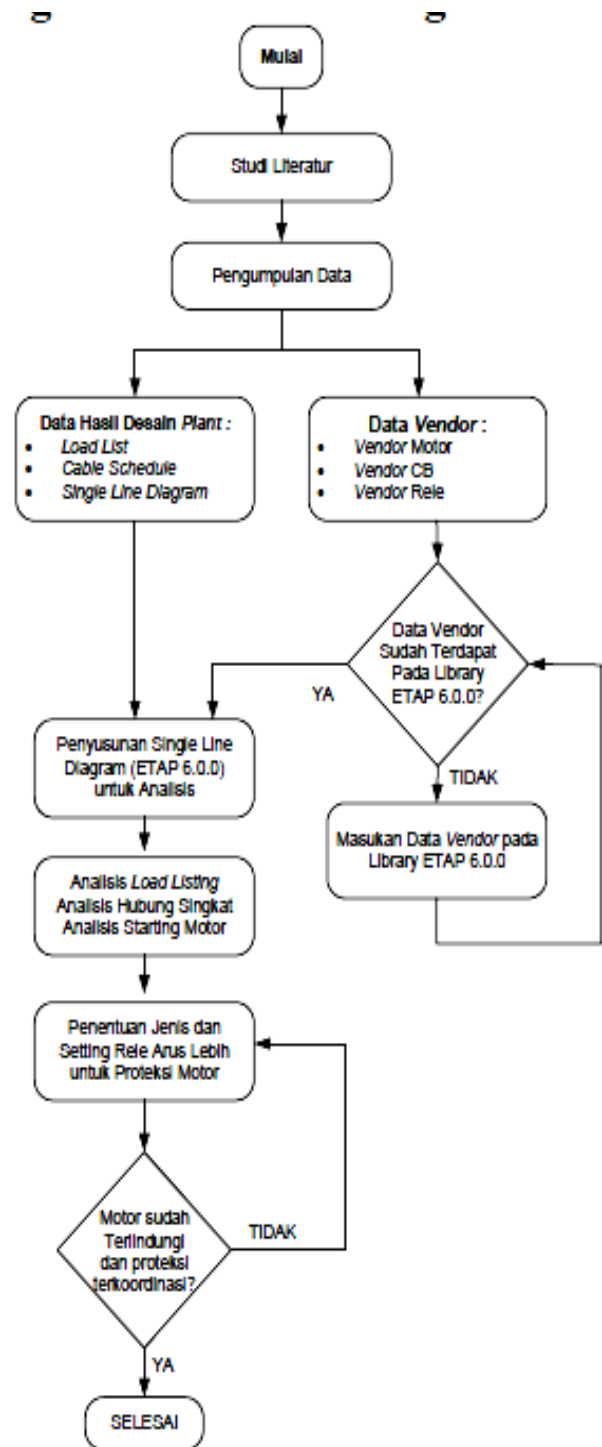 Mulai
Studi Literatur
Pengumpulan Data
Data Hasil Desain Plant :
• Load List
• Cable Schedule
• Single Line Diagram
Data Vendor :
• Vendor Motor
• Vendor CB
• Vendor Rele
Data Vendor
Sudah Terdapat
Pada Library
ETAP 6.0.0?
YA
TIDAK
Penyusunan Single Line
Diagram (ETAP 6.0.0)
untuk Analisis
Masukan Data Vendor pada
Library ETAP 6.0.0
Analisis Load Listing
Analisis Hubung Singkat
Analisis Starting Motor
Penentuan Jenis dan
Setting Rele Arus Lebih
untuk Proteksi Motor
Motor sudah
Terlindungi
dan proteksi
terkoordinasi?
TIDAK
YA
SELESAI